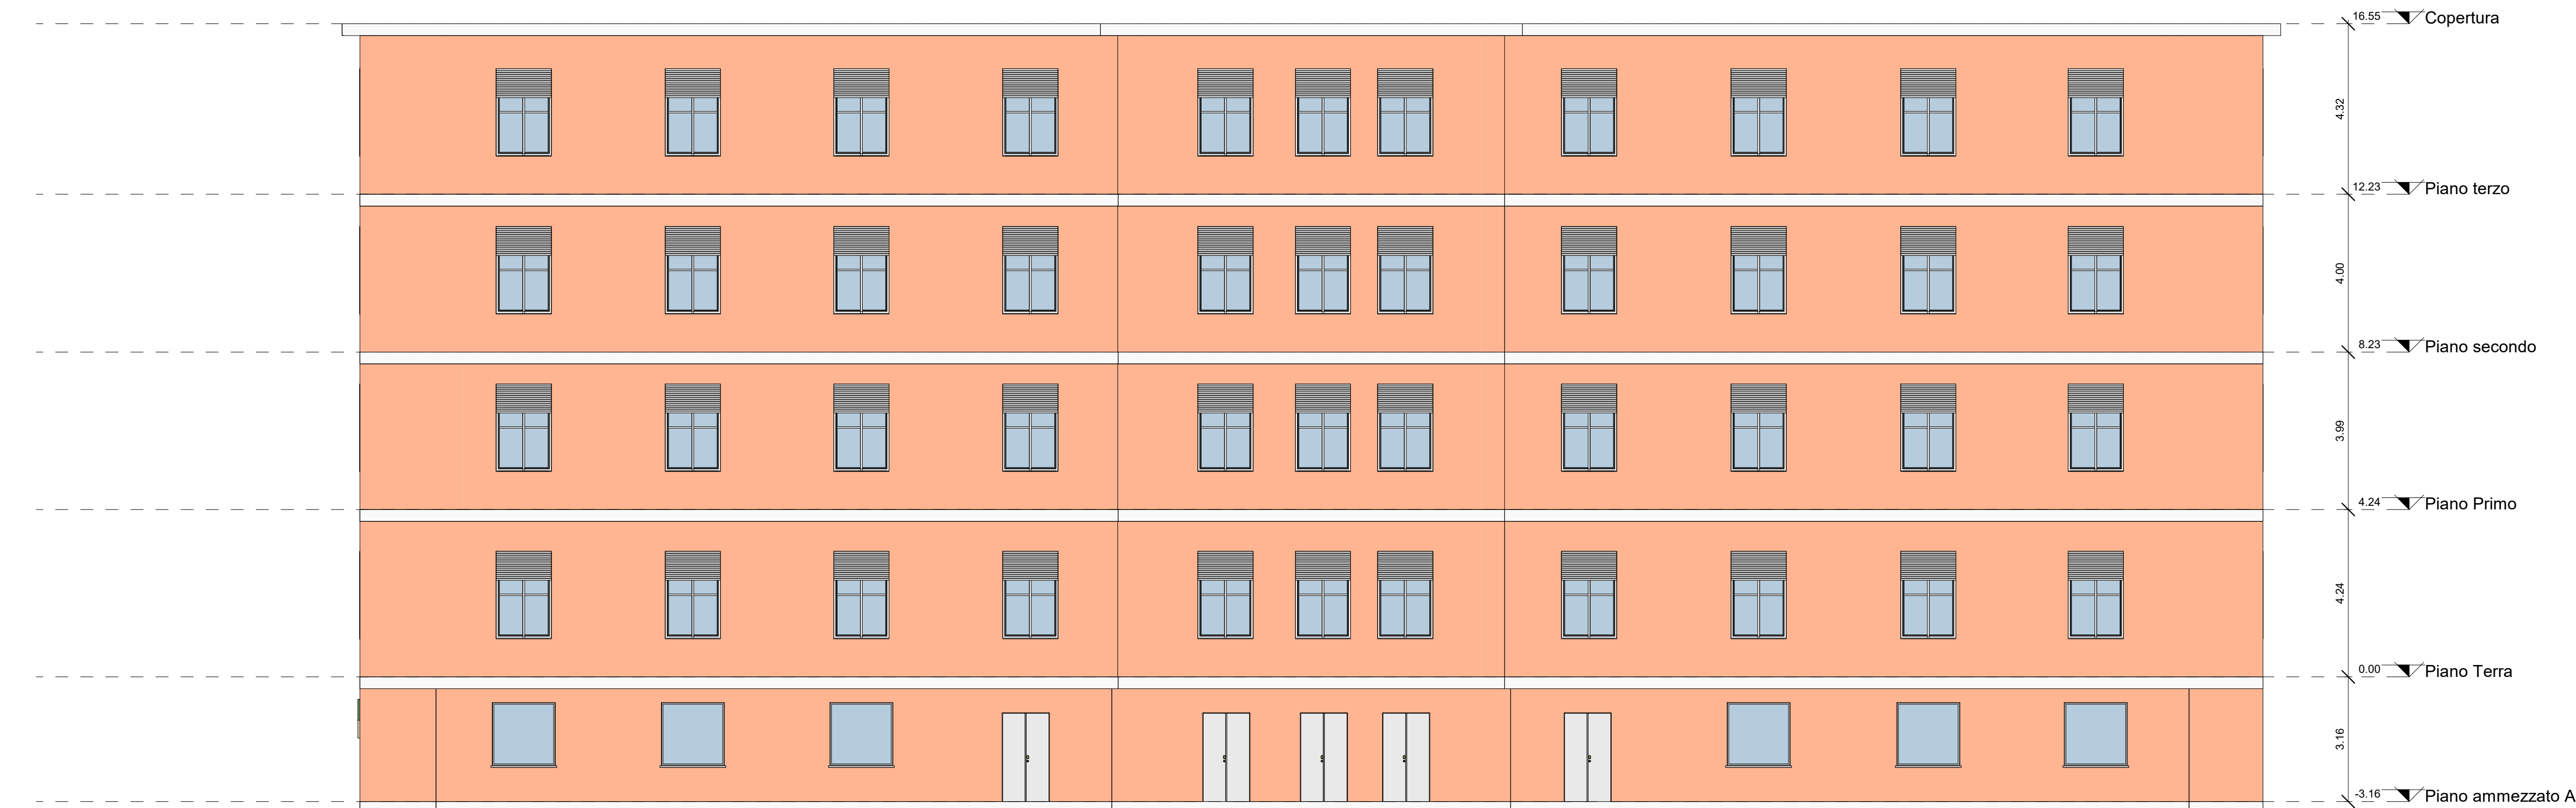 16.55 Copertura
4.32
12.23 Piano terzo
4.00
8.23 Piano secondo
3.99
4.24 Piano Primo
4.24
0.00 Piano Terra
3.16
-3.16 Piano ammezzato A